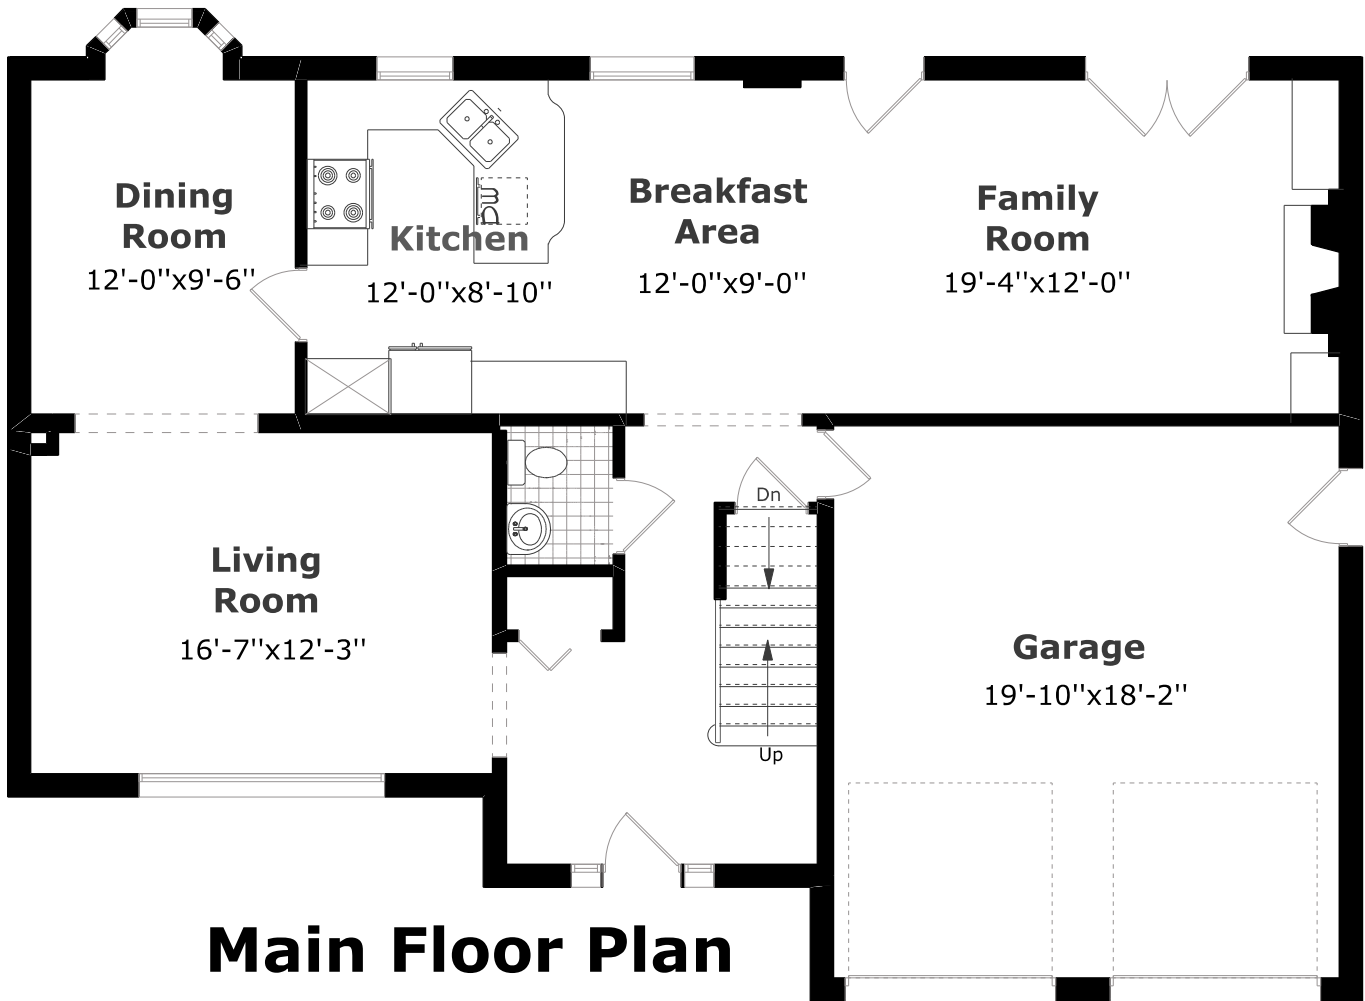 Dining
Room
12'-0"x9'-6"
Kitchen
12'-0"x8'-10"
Breakfast
Area
12'-0"x9'-0"
Family
Room
19'-4"x12'-0"
Living
Room
16'-7"x12'-3"
Dn
Up
Garage
19'-10"x18'-2"
Main Floor Plan